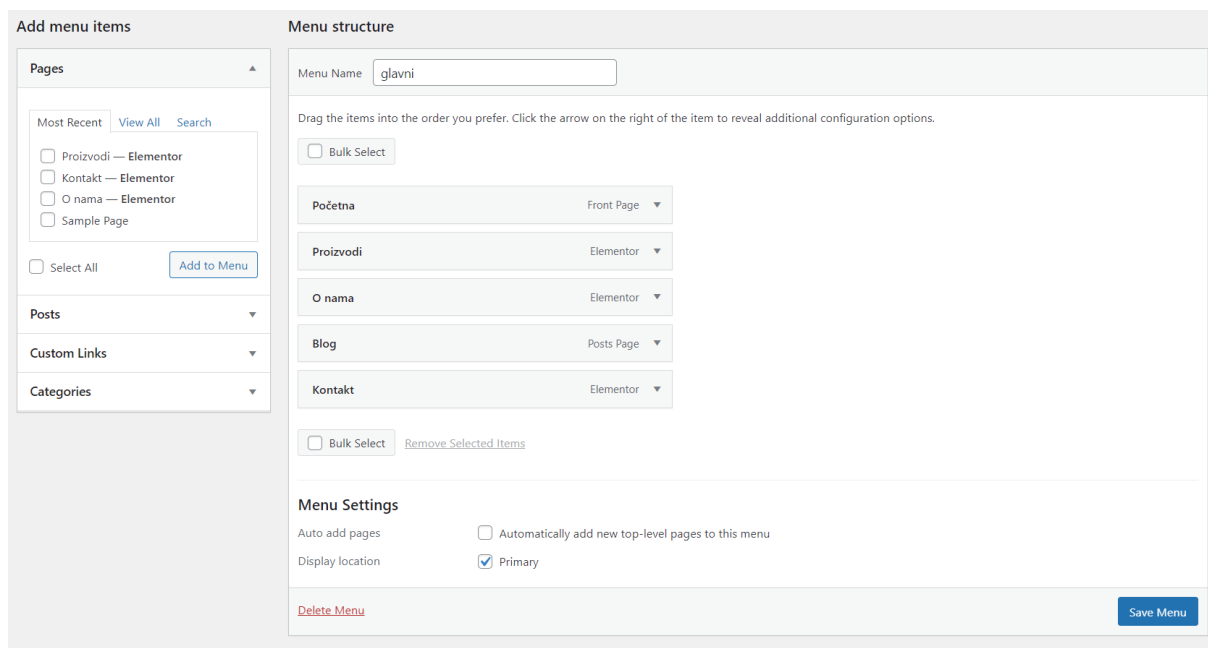 Add menu items
Pages
Most Recent View All Search
Proizvodi — Elementor
Kontakt — Elementor
O nama — Elementor
Sample Page
Select All Add to Menu
Posts
Custom Links
Categories
Menu structure
Menu Name glavni
Drag the items into the order you prefer. Click the arrow on the right of the item to reveal additional configuration options.
Bulk Select
Početna Front Page
Proizvodi Elementor
O nama Elementor
Blog Posts Page
Kontakt Elementor
Bulk Select Remove Selected Items
Menu Settings
Auto add pages Automatically add new top-level pages to this menu
Display location Primary
Delete Menu Save Menu